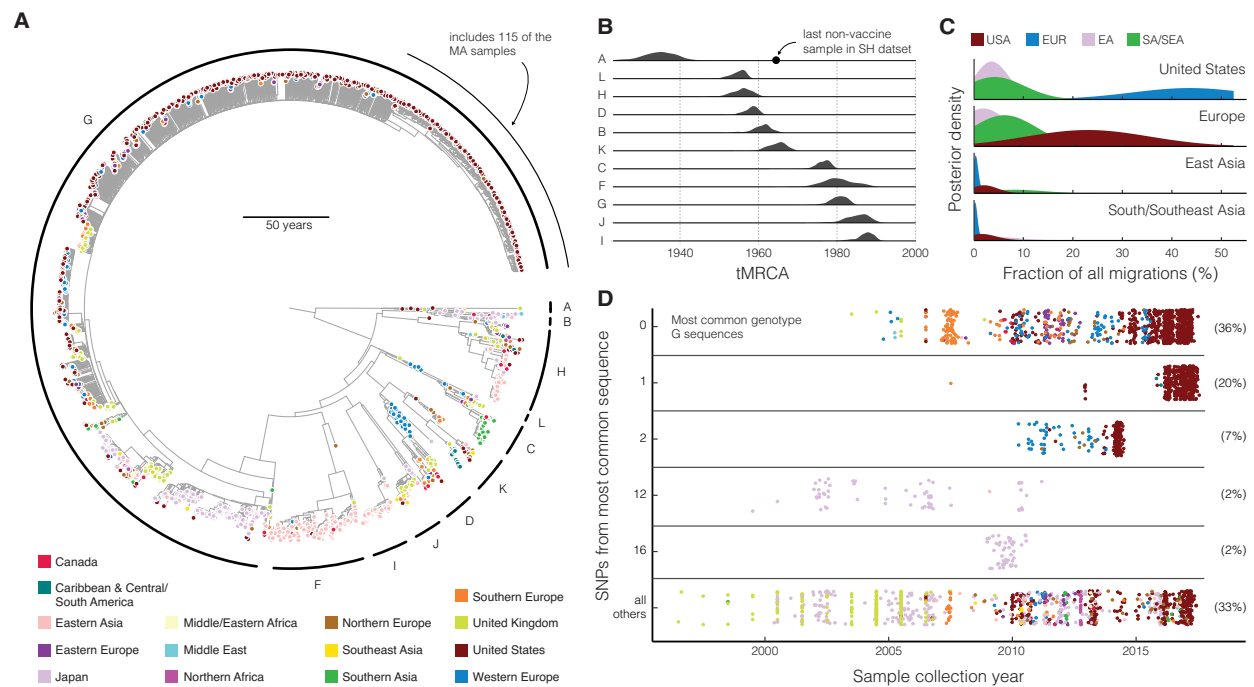 A
includes 115 of the
MA samples
G
50 years
A
B
H
L
C
K
D
J
I
F
Canada
Caribbean & Central/
South America
Eastern Asia
Eastern Europe
Japan
Middle/Eastern Africa
Middle East
Northern Africa
Northern Europe
Southeast Asia
Southern Asia
Southern Europe
United Kingdom
United States
Western Europe
B
last non-vaccine
sample in SH datset
A
L
H
D
B
K
C
F
G
J
I
1940
1960
1980
2000
tMRCA
C
USA
EUR
EA
SA/SEA
Posterior density
United States
Europe
East Asia
South/Southeast Asia
0
10
20
30
40
50
Fraction of all migrations (%)
D
SNPs from most common sequence
Most common genotype
G sequences
0
(36%)
1
(20%)
2
(7%)
12
(2%)
16
(2%)
all
others
(33%)
2000
2005
2010
2015
Sample collection year